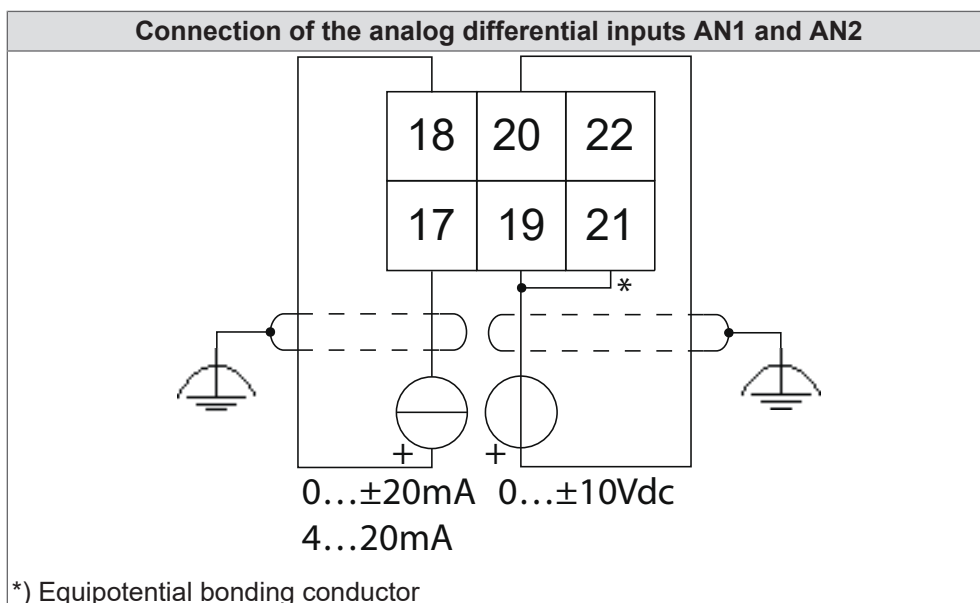 Connection of the analog differential inputs AN1 and AN2
18 20 22
17 19 21
*
+ +
0…±20mA 0…±10Vdc
4…20mA
*) Equipotential bonding conductor